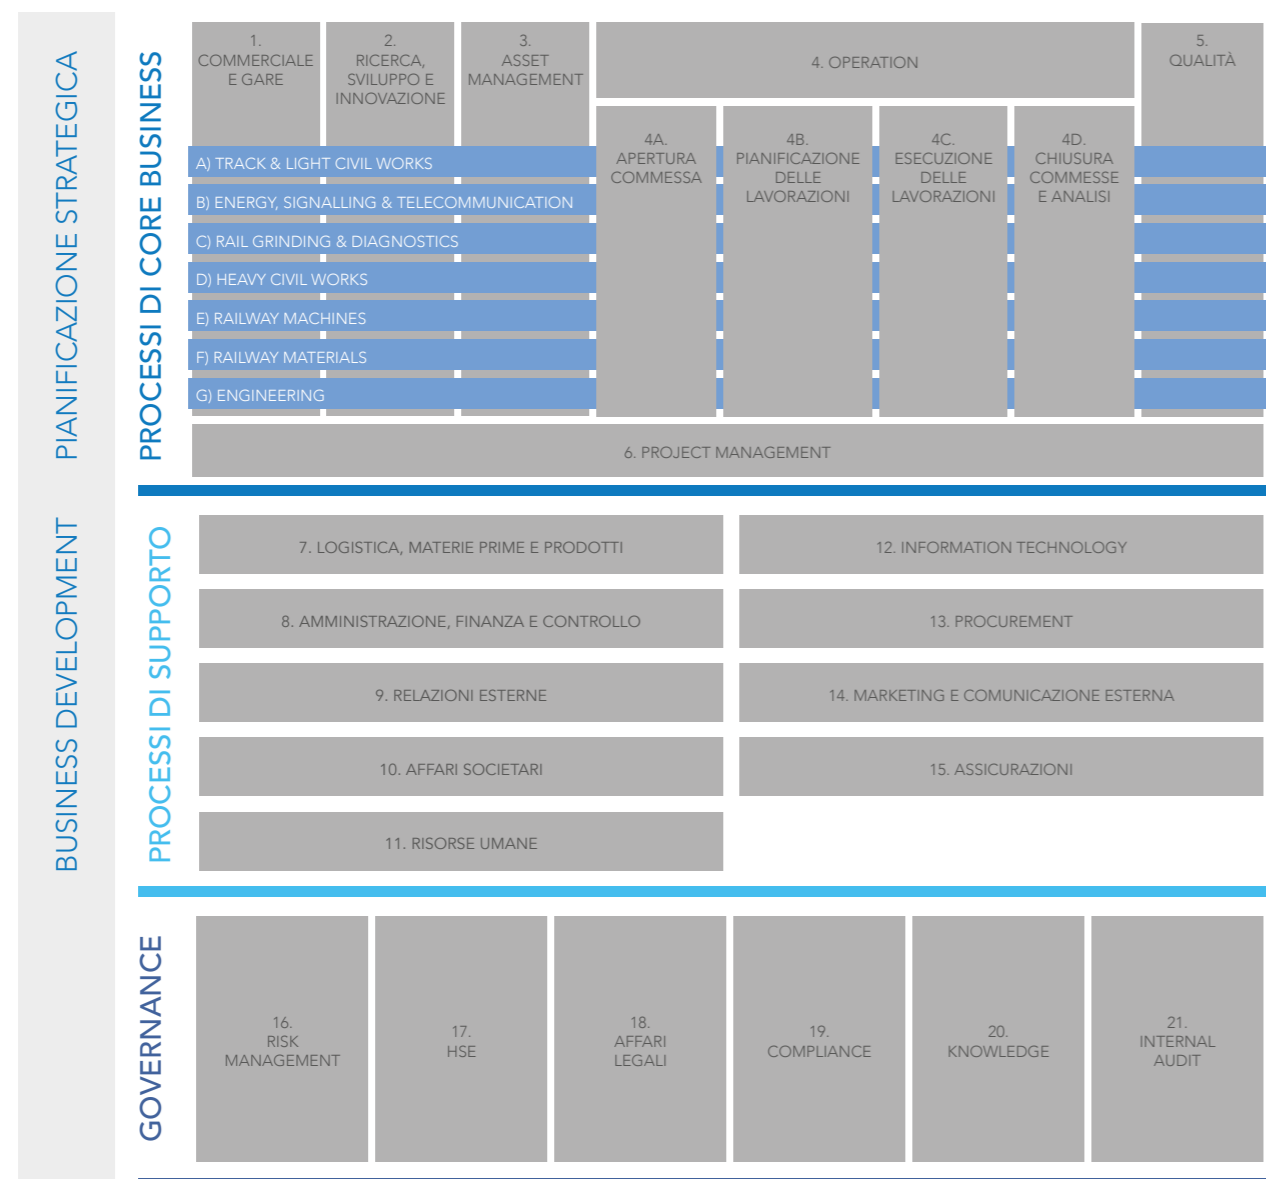 PIANIFICAZIONE STRATEGICA
BUSINESS DEVELOPMENT
PROCESSI DI CORE BUSINESS
1.
COMMERCIALE
E GARE
2.
RICERCA,
SVILUPPO E
INNOVAZIONE
3.
ASSET
MANAGEMENT
4. OPERATION
4A.
APERTURA
COMMESSA
4B.
PIANIFICAZIONE
DELLE
LAVORAZIONI
4C.
ESECUZIONE
DELLE
LAVORAZIONI
4D.
CHIUSURA
COMMESSE
E ANALISI
5.
QUALITÀ
A) TRACK & LIGHT CIVIL WORKS
B) ENERGY, SIGNALLING & TELECOMMUNICATION
C) RAIL GRINDING & DIAGNOSTICS
D) HEAVY CIVIL WORKS
E) RAILWAY MACHINES
F) RAILWAY MATERIALS
G) ENGINEERING
6. PROJECT MANAGEMENT
PROCESSI DI SUPPORTO
7. LOGISTICA, MATERIE PRIME E PRODOTTI
8. AMMINISTRAZIONE, FINANZA E CONTROLLO
9. RELAZIONI ESTERNE
10. AFFARI SOCIETARI
11. RISORSE UMANE
12. INFORMATION TECHNOLOGY
13. PROCUREMENT
14. MARKETING E COMUNICAZIONE ESTERNA
15. ASSICURAZIONI
GOVERNANCE
16.
RISK
MANAGEMENT
17.
HSE
18.
AFFARI
LEGALI
19.
COMPLIANCE
20.
KNOWLEDGE
21.
INTERNAL
AUDIT